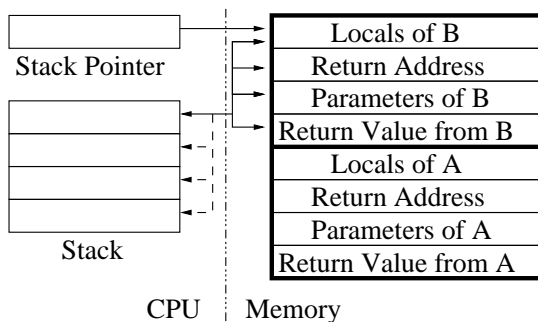 Stack Pointer
Stack
CPU
Locals of B
Return Address
Parameters of B
Return Value from B
Locals of A
Return Address
Parameters of A
Return Value from A
Memory